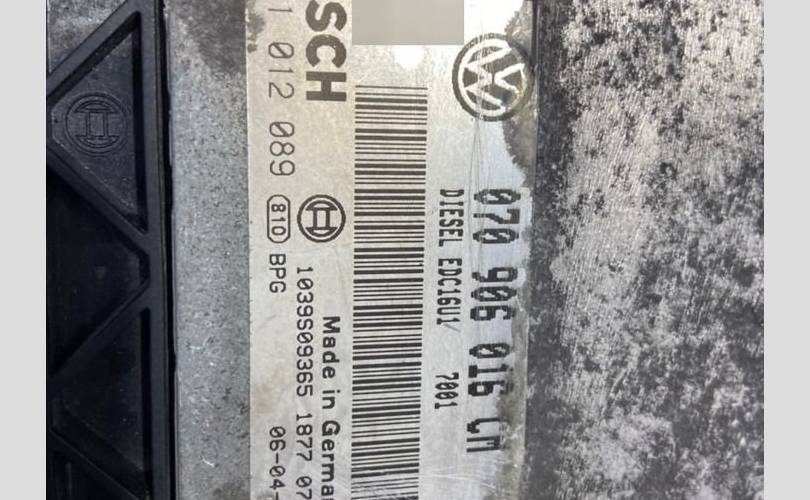 070 906 016 CM
DIESEL EDC16U1/ 7001
SCH
1 012 089
810 BPG
Made in Germa
1039S09365 1877 07
06-04-